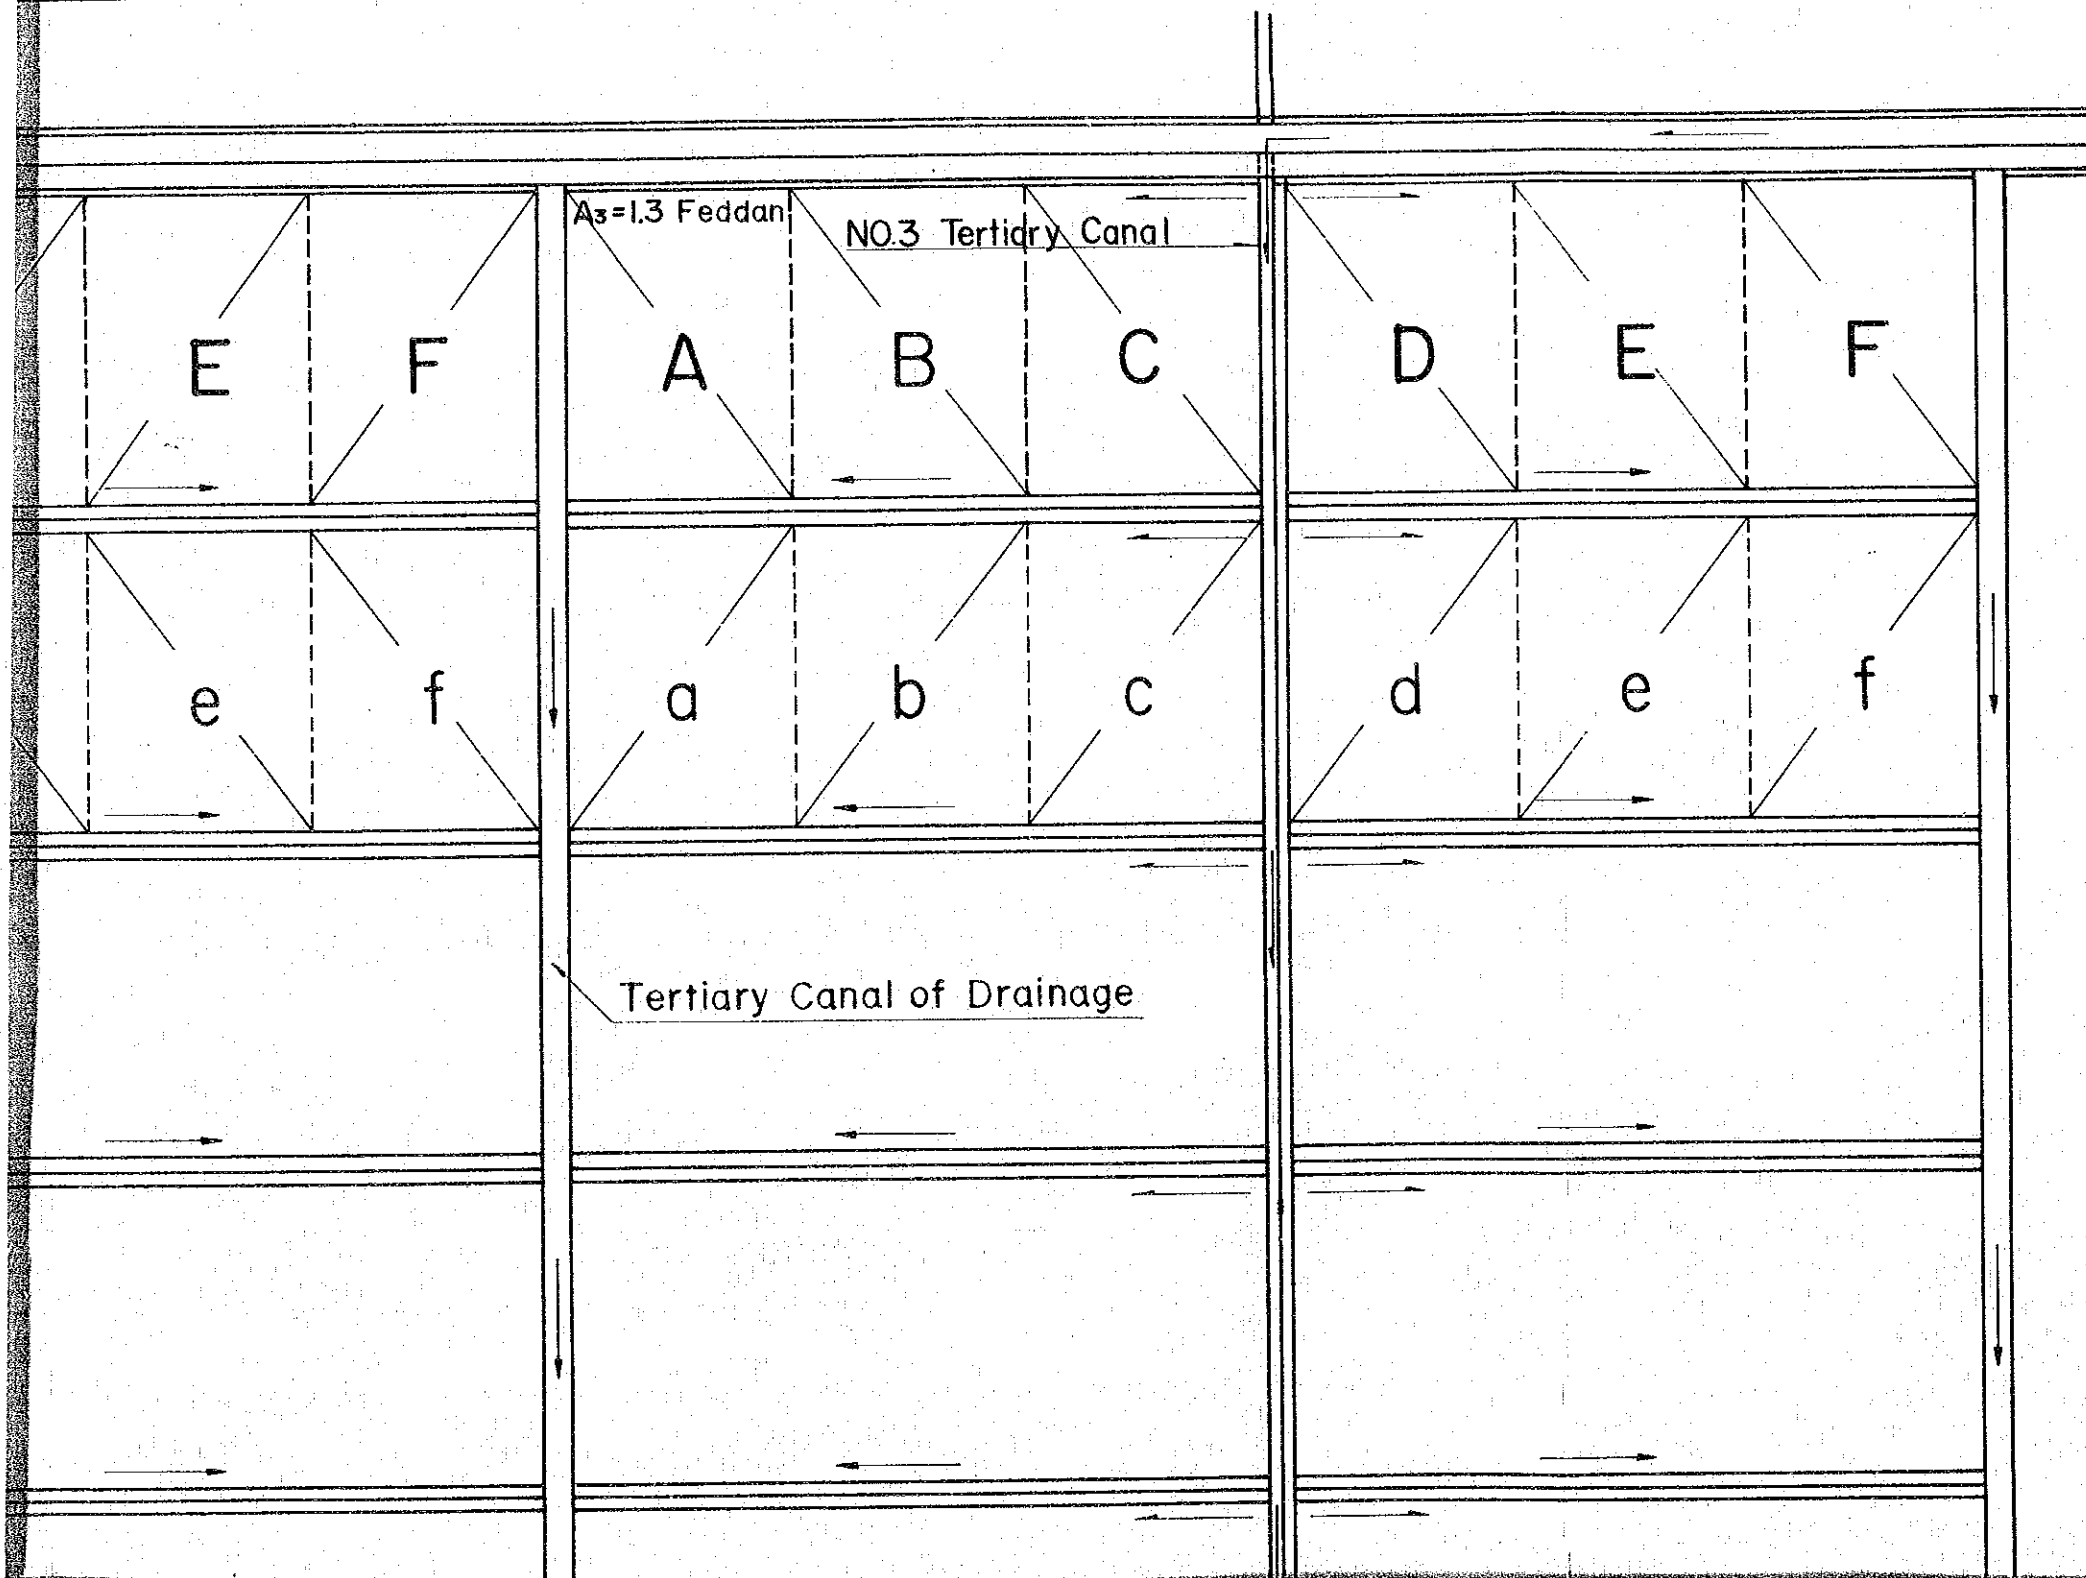 A₃=1.3 Feddan
NO.3 Tertiary Canal
E F A B C D E F
e f a b c d e f
Tertiary Canal of Drainage